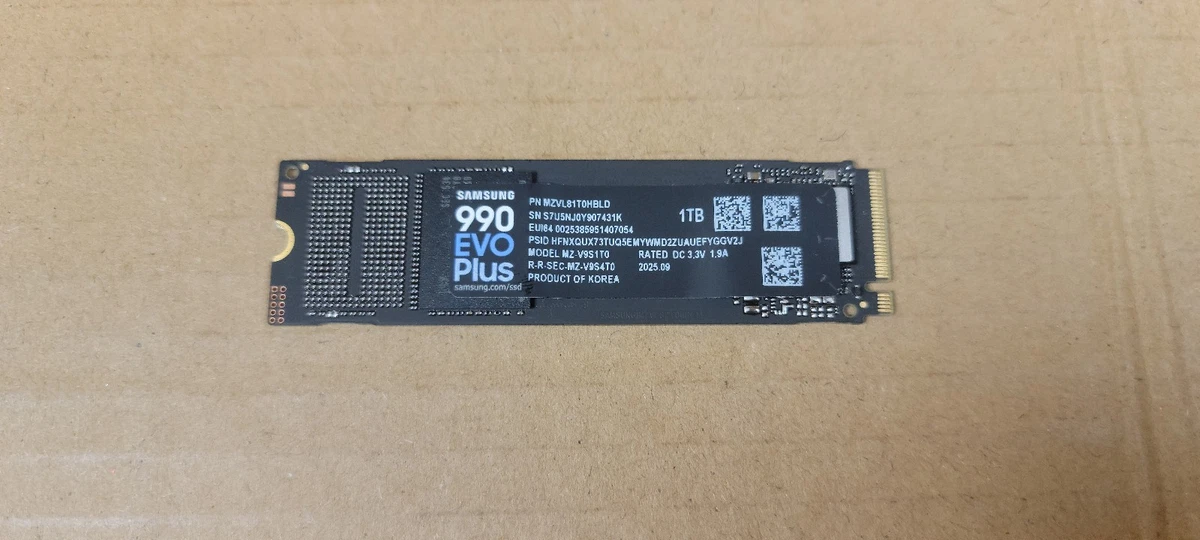 SAMSUNG
990
EVO
Plus
samsung.com/ssd
PN MZVL81T0HBLD
SN S7U5NJ0Y907431K
EUI64 0025385951407054
PSID HFNXQUX73TUQ5EMYWMD2ZUAUEFYGGV2J
MODEL MZ-V9S1T0
RATED DC 3.3V 1.9A
R-R-SEC-MZ-V9S4T0
2025.09
PRODUCT OF KOREA
1TB